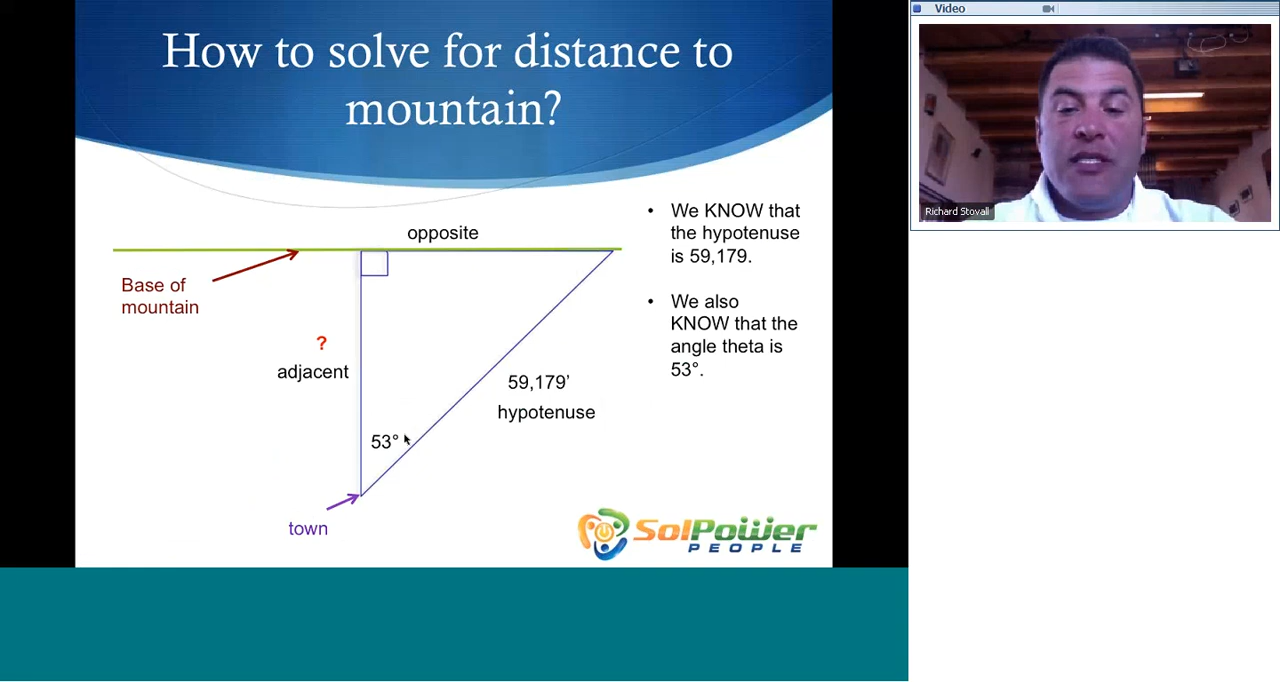 How to solve for distance to
mountain?
opposite
Base of
mountain
?
adjacent
53°
59,179’
hypotenuse
town
• We KNOW that
the hypotenuse
is 59,179.
• We also
KNOW that the
angle theta is
53°.
SolPower
PEOPLE
Video
Richard Stovall